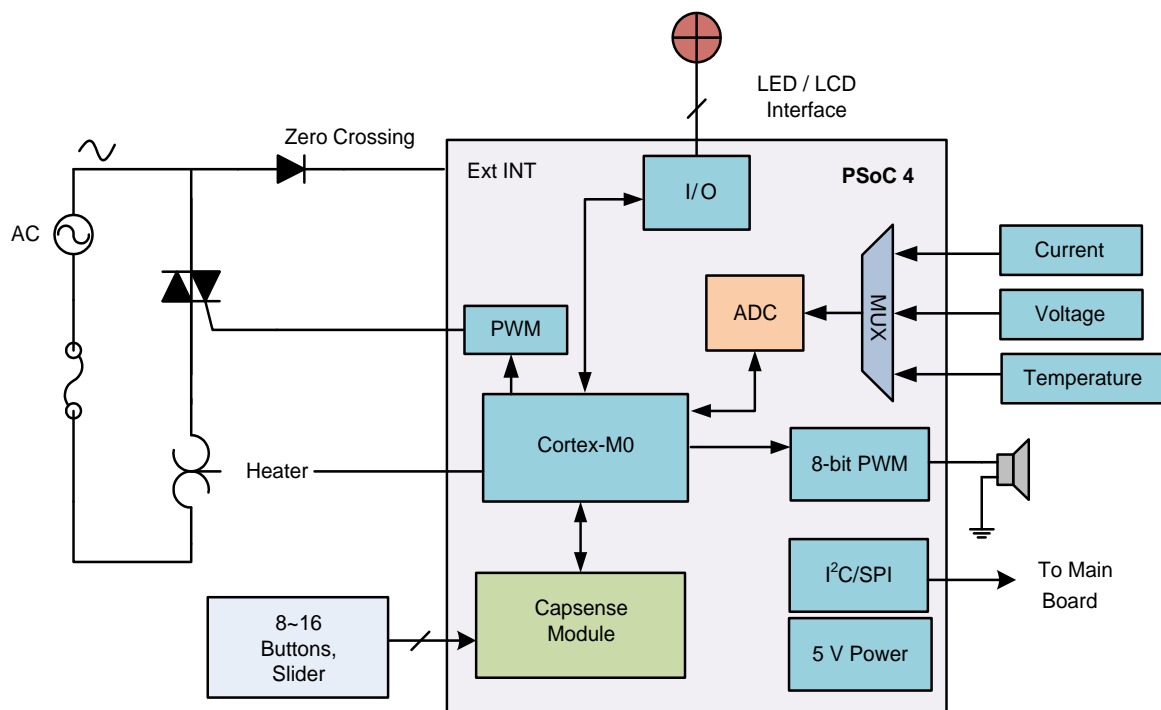 LED / LCD
Interface
Zero Crossing
Ext INT
I/O
PSoC 4
AC
Current
MUX
ADC
Voltage
PWM
Temperature
Cortex-M0
8-bit PWM
Heater
I²C/SPI
To Main
Board
Capsense
Module
8~16
Buttons,
Slider
5 V Power